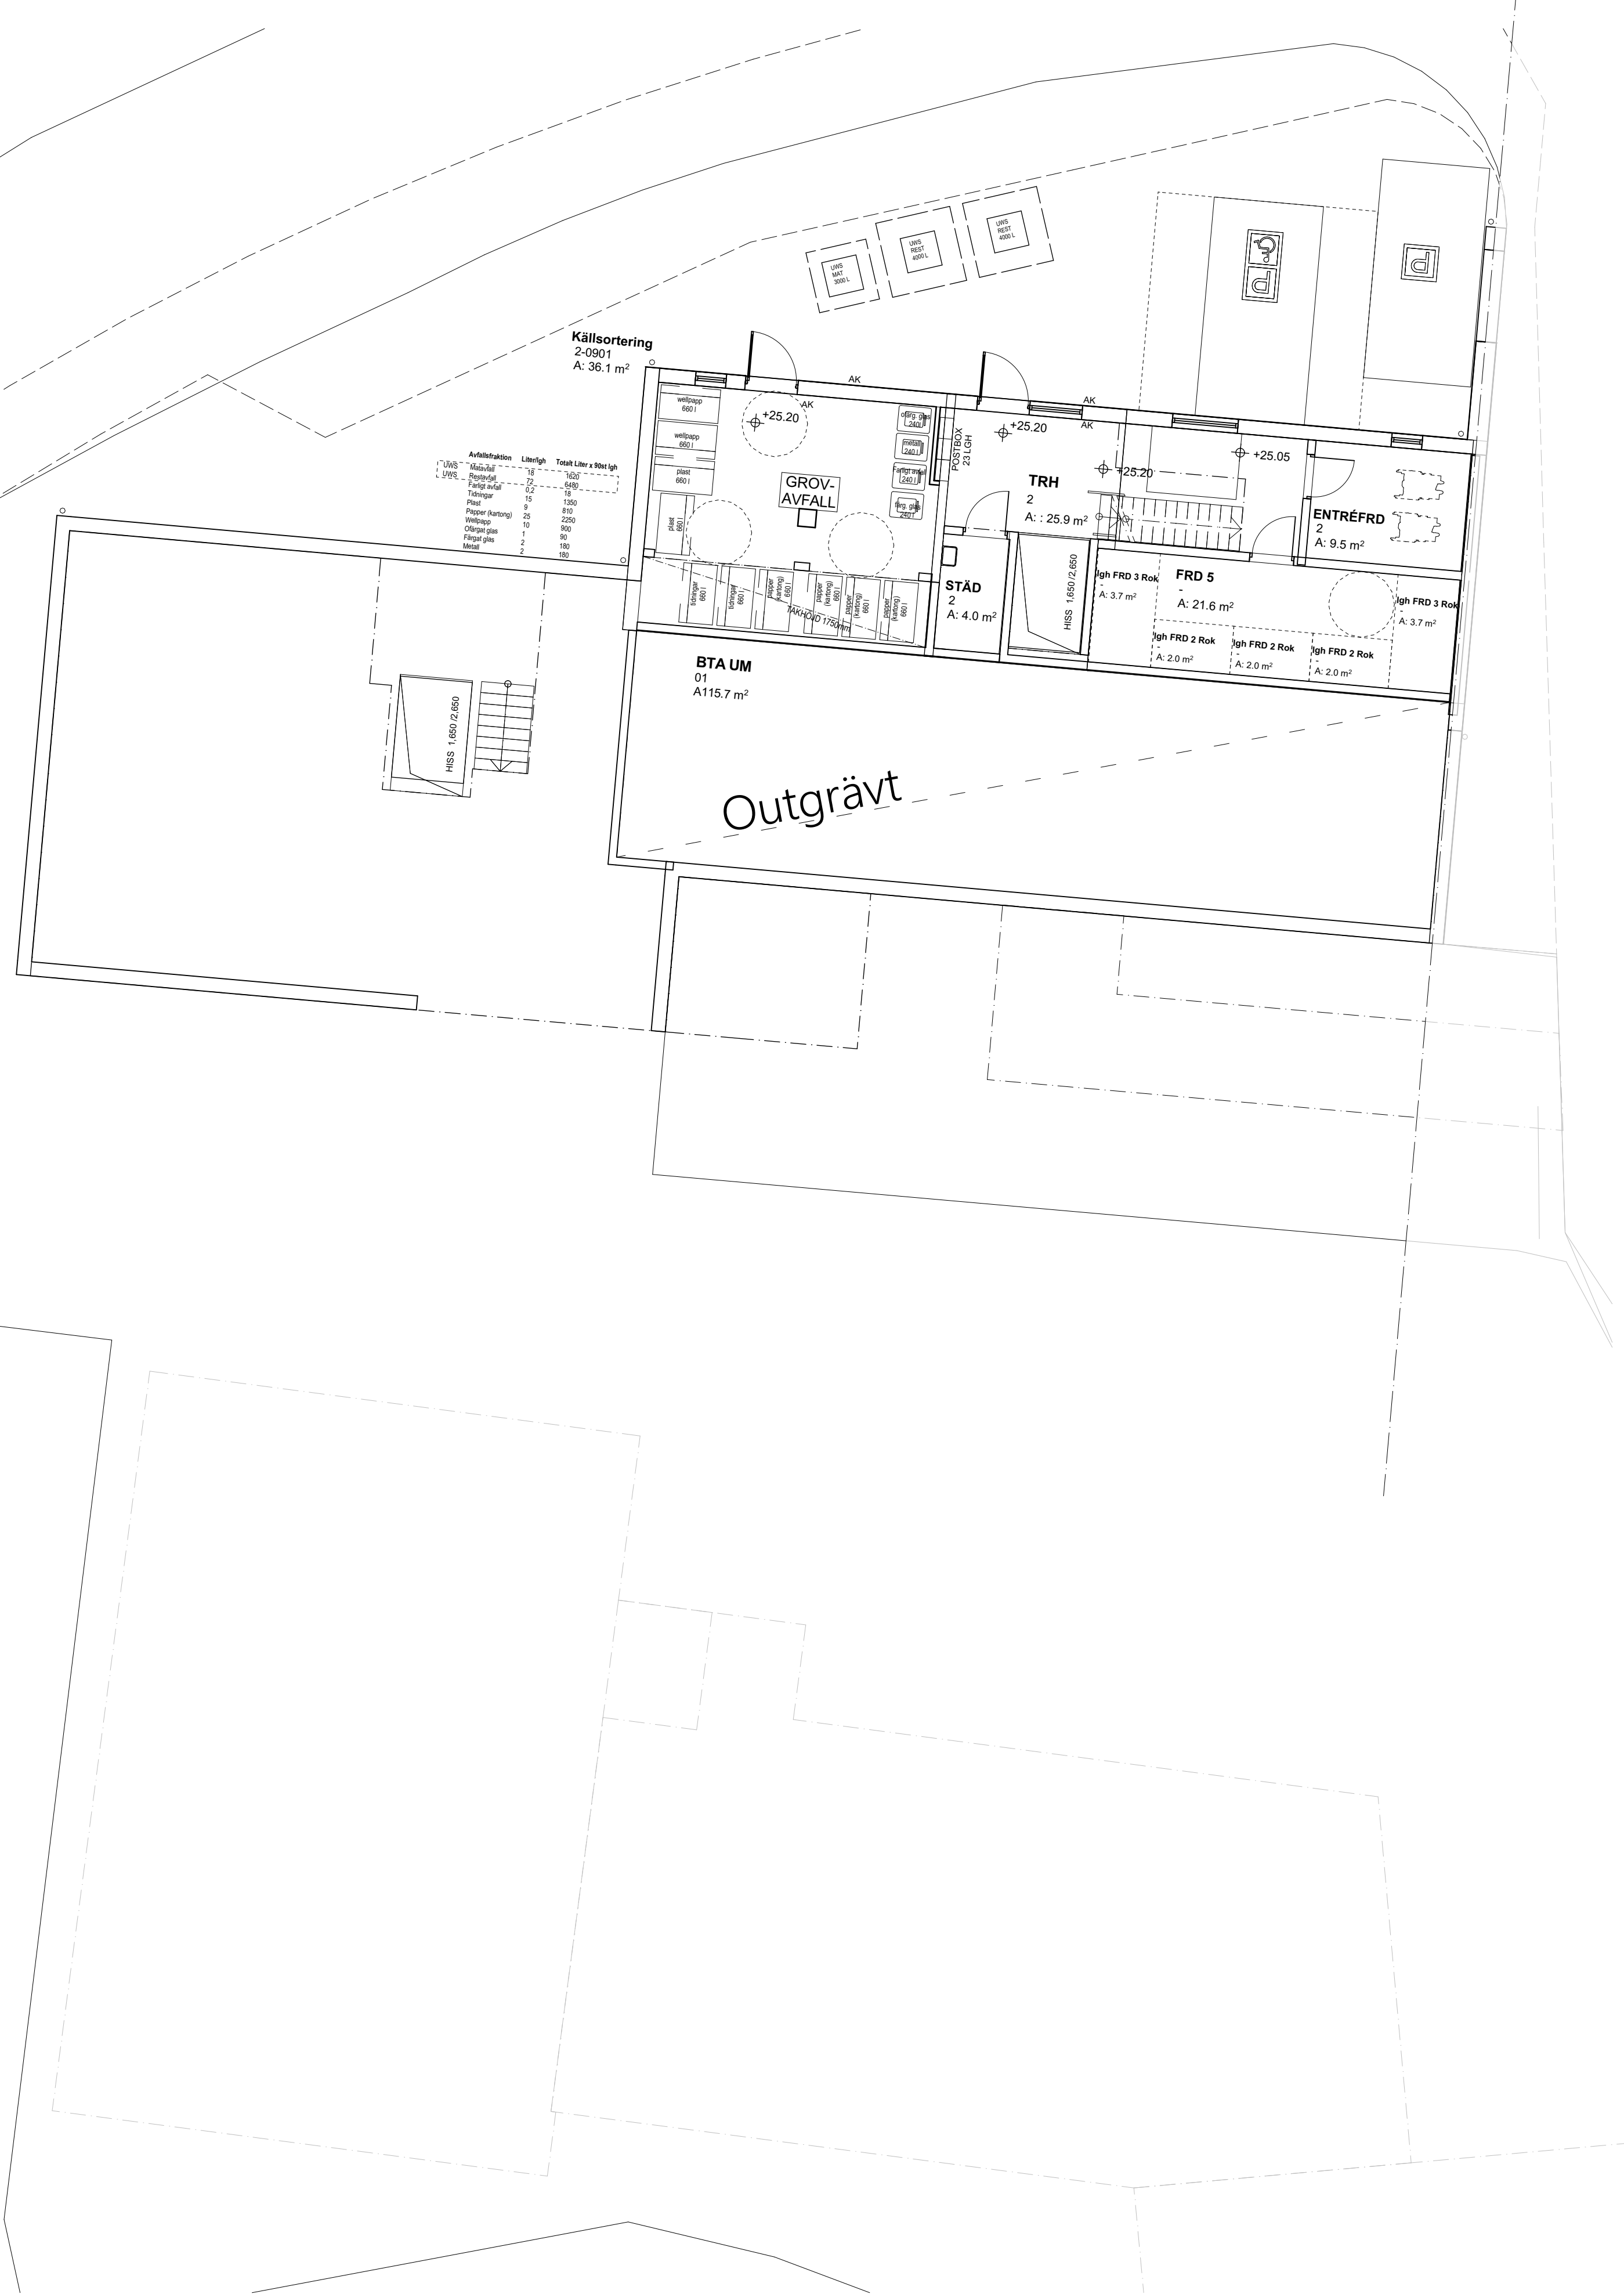 UWS
MAT
3000 L
UWS
REST
4000 L
UWS
REST
4000 L
P
P
Källsortering
2-0901
A: 36.1 m²
AK
AK
AK
AK
+25.20
+25.20
+25.20
+25.05
wellpapp
660 l
wellpapp
660 l
plast
660 l
plast
660 l
GROV-
AVFALL
ofärg. glas
240l
metall
240 l
Farligt avfall
240 l
färg. glas
240 l
POSTBOX
23 LGH
TRH
2
A: : 25.9 m²
ENTRÉFRD
2
A: 9.5 m²
Avfallsfraktion Liter/lgh Totalt Liter x 90st lgh
UWS Matavfall 18 1620
UWS Restavfall 72 6480
Farligt avfall 0,2 18
Tidningar 15 1350
Plast 9 810
Papper (kartong) 25 2250
Wellpapp 10 900
Ofärgat glas 1 90
Färgat glas 2 180
Metall 2 180
tidningar
660 l
tidningar
660 l
papper
(kartong)
660 l
papper
(kartong)
660 l
papper
(kartong)
660 l
papper
(kartong)
660 l
TAKHÖJD 1750mm
STÄD
2
A: 4.0 m²
HISS 1,650 /2,650
lgh FRD 3 Rok
-
A: 3.7 m²
FRD 5
-
A: 21.6 m²
lgh FRD 3 Rok
-
A: 3.7 m²
lgh FRD 2 Rok
-
A: 2.0 m²
lgh FRD 2 Rok
-
A: 2.0 m²
lgh FRD 2 Rok
-
A: 2.0 m²
BTA UM
01
A115.7 m²
HISS 1,650 /2,650
Outgrävt